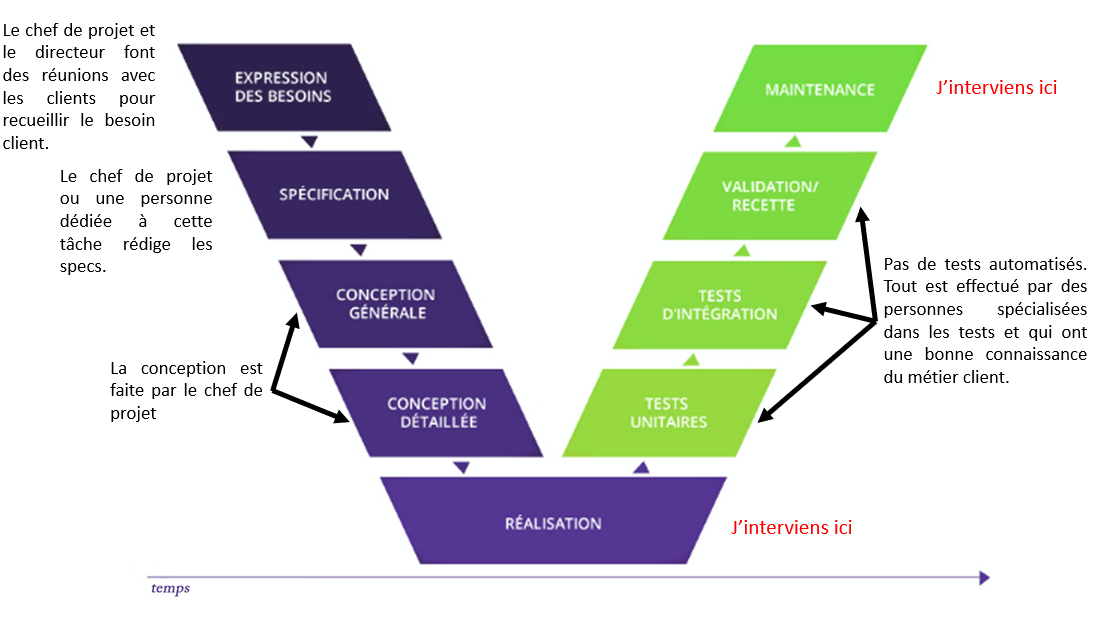 Le chef de projet et
le directeur font
des réunions avec
les clients pour
recueillir le besoin
client.
EXPRESSION
DES BESOINS
MAINTENANCE
J'interviens ici
Le chef de projet
ou une personne
dédiée à cette
tâche rédige les
specs.
SPÉCIFICATION
VALIDATION/
RECETTE
CONCEPTION
GÉNÉRALE
TESTS
D'INTÉGRATION
Pas de tests automatisés.
Tout est effectué par des
personnes spécialisées
dans les tests et qui ont
une bonne connaissance
du métier client.
La conception est
faite par le chef de
projet
CONCEPTION
DÉTAILLÉE
TESTS
UNITAIRES
RÉALISATION
J'interviens ici
temps